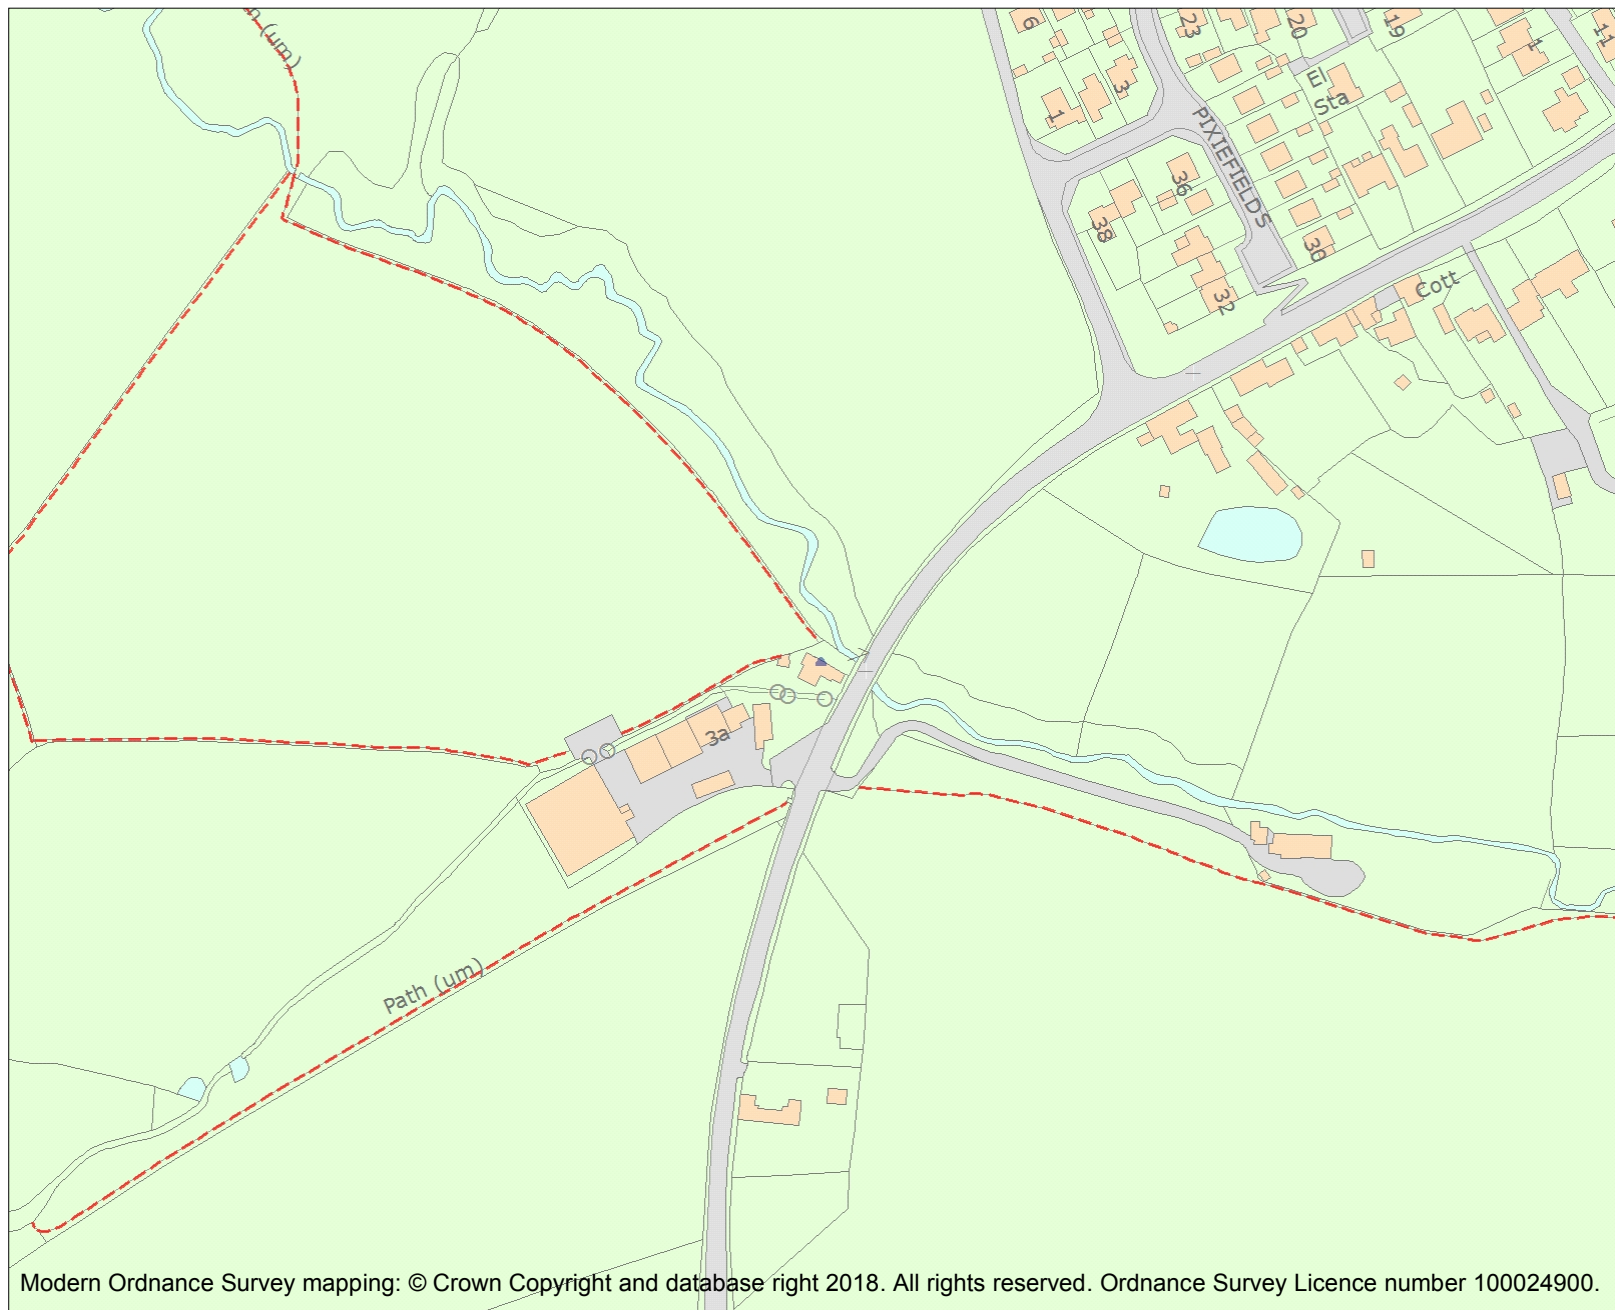 (um)
6
23
20
19
1
11
3
1
El
Sta
PIXIEFIELDS
36
38
30
32
Cott
3a
Path (um)
Modern Ordnance Survey mapping: © Crown Copyright and database right 2018. All rights reserved. Ordnance Survey Licence number 100024900.